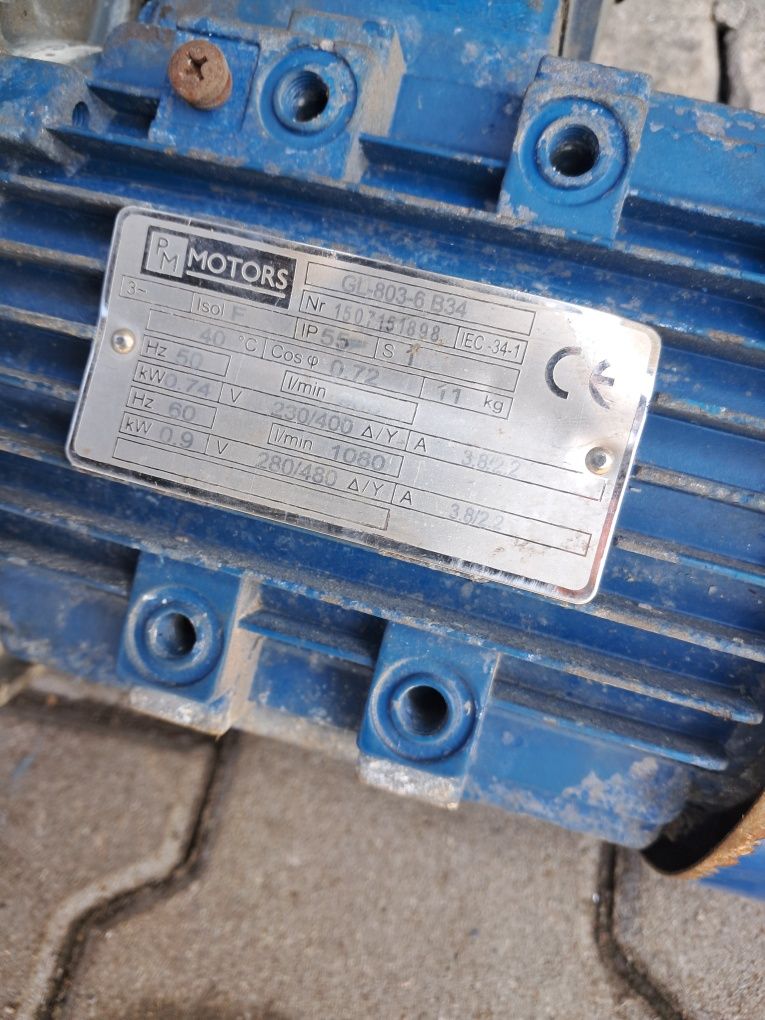 PM MOTORS GL-803-6 B34
3~ Isol F Nr IEC-34-1
40 °C IP 55 S 1
Hz 50 Cos φ 0.72 11 kg
kW 0.74 l/min
V 230/400 Δ/Y A 3.8/2.2
Hz 60 l/min 1080
kW 0.9 V 280/480 Δ/Y A 3.8/2.2
CE